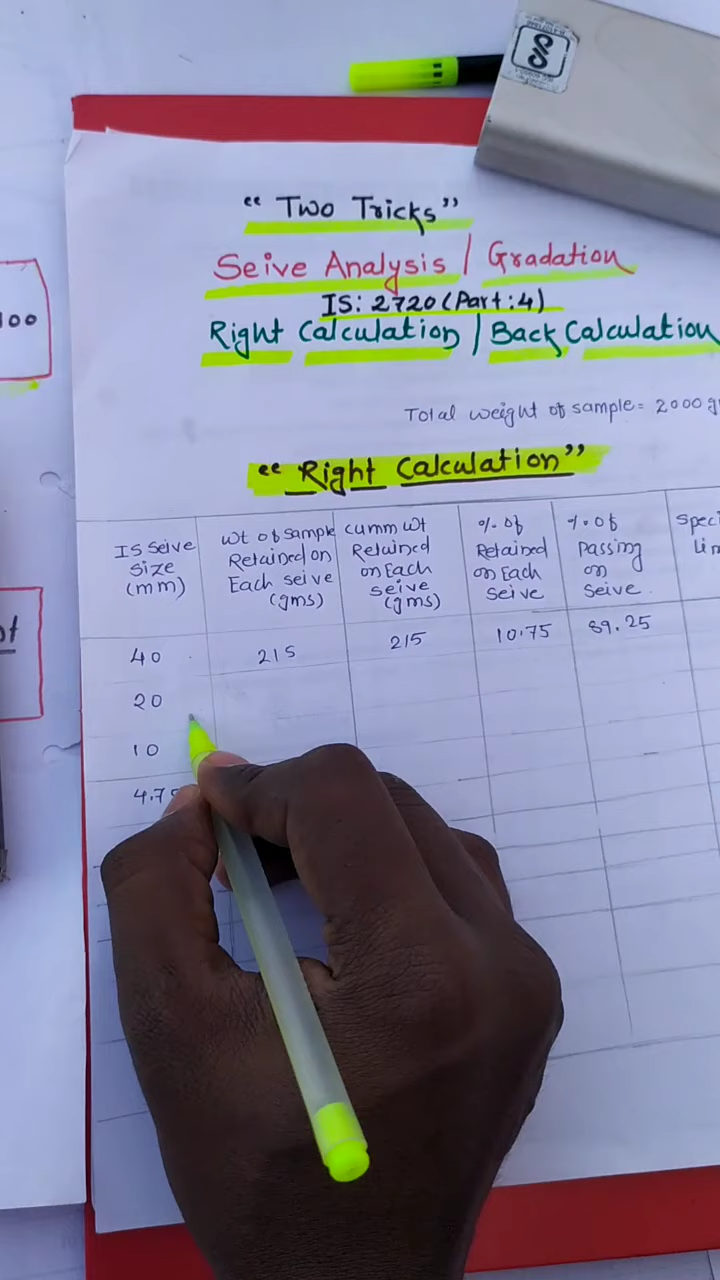 “Two Tricks”
Seive Analysis / Gradation
IS: 2720 (Part:4)
Right Calculation / Back Calculation
Total weight of sample = 2000 g
“Right Calculation”
IS Seive Size (mm)
Wt of sample Retained on Each seive (gms)
cumm wt Retained on Each seive (gms)
% of Retained on Each seive
% of Passing on Seive
40 215 215 10.75 89.25
20
10
4.75